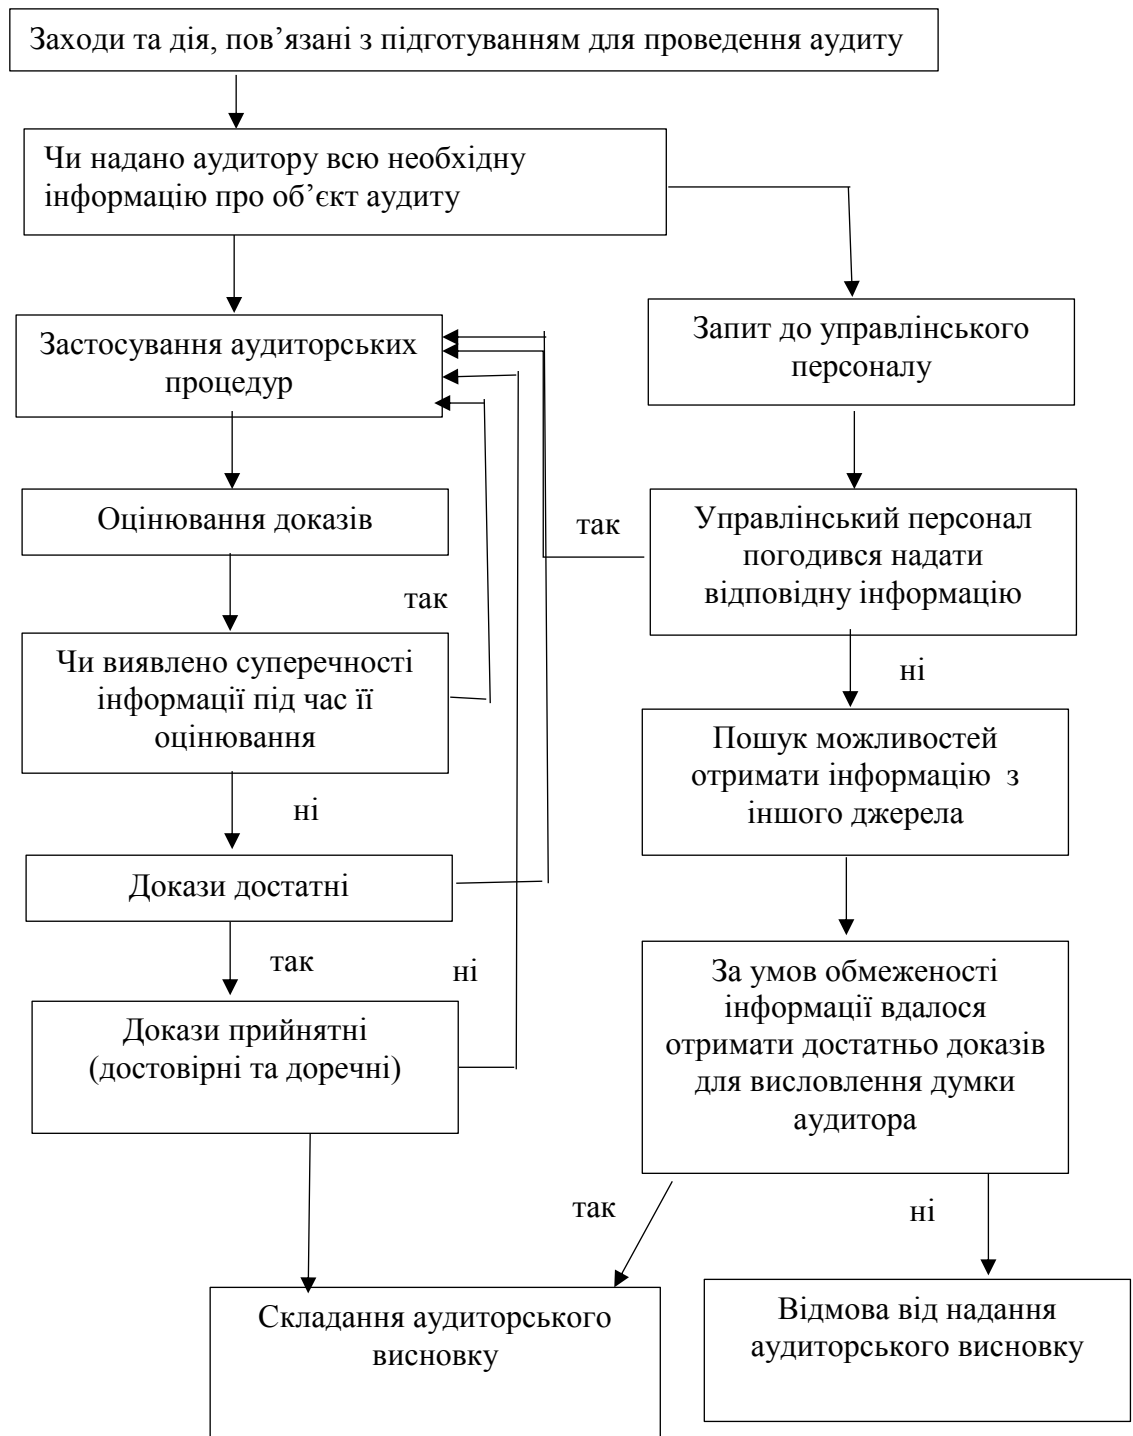 Заходи та дія, пов’язані з підготуванням для проведення аудиту
Чи надано аудитору всю необхідну
інформацію про об’єкт аудиту
Застосування аудиторських
процедур
Запит до управлінського
персоналу
Оцінювання доказів
так
Управлінський персонал
погодився надати
відповідну інформацію
так
Чи виявлено суперечності
інформації під час її
оцінювання
ні
Пошук можливостей
отримати інформацію  з
іншого джерела
ні
Докази достатні
так
ні
За умов обмеженості
інформації вдалося
отримати достатньо доказів
для висловлення думки
аудитора
Докази прийнятні
(достовірні та доречні)
так
ні
Складання аудиторського
висновку
Відмова від надання
аудиторського висновку